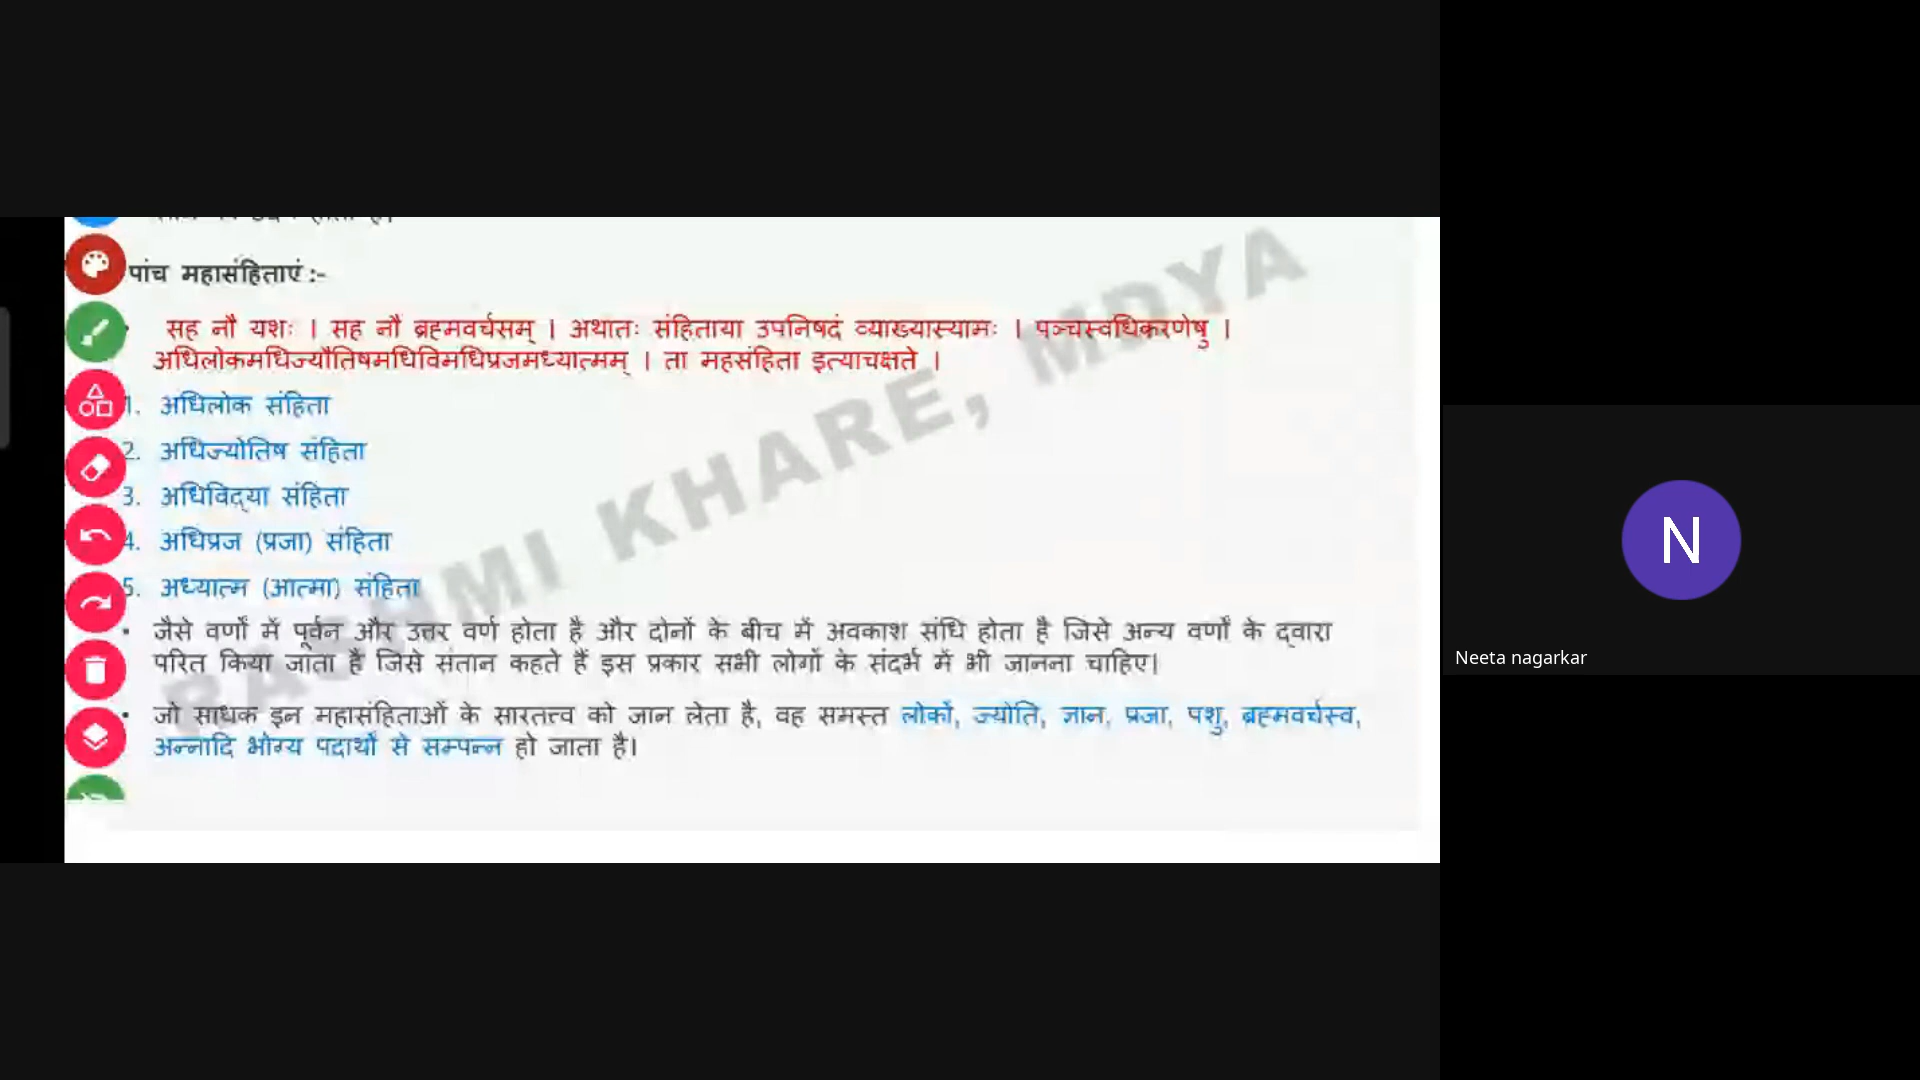 पांच महासंहिताएं :-
सह नौ यशः । सह नौ ब्रह्मवर्चसम् । अथातः संहिताया उपनिषदं व्याख्यास्यामः । पञ्चस्वधिकरणेषु ।
अधिलोकमधिज्यौतिषमधिविमधिप्रजमध्यात्मम् । ता महसंहिता इत्याचक्षते ।
1. अधिलोक संहिता
2. अधिज्योतिष संहिता
3. अधिविद्या संहिता
4. अधिप्रज (प्रजा) संहिता
5. अध्यात्म (आत्मा) संहिता
• जैसे वर्णों में पूर्वन और उत्तर वर्ण होता है और दोनों के बीच में अवकाश संधि होता है जिसे अन्य वर्णों के द्वारा
परित किया जाता है जिसे संतान कहते हैं इस प्रकार सभी लोगों के संदर्भ में भी जानना चाहिए।
• जो साधक इन महासंहिताओं के सारतत्त्व को जान लेता है, वह समस्त लोकों, ज्योति, ज्ञान, प्रजा, पशु, ब्रह्मवर्चस्व,
अन्नादि भोग्य पदार्थों से सम्पन्न हो जाता है।
RASHMI KHARE, MDYA
N
Neeta nagarkar